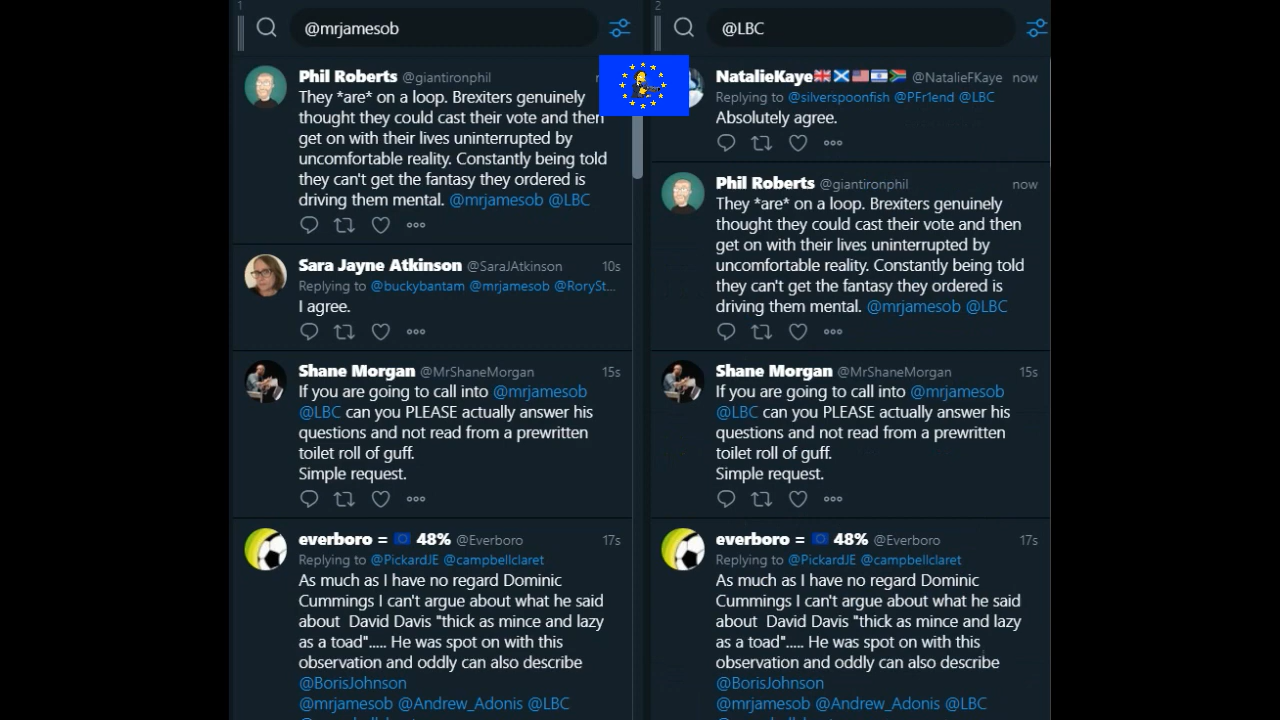 1
@mrjamesob
Phil Roberts @giantironphil
They *are* on a loop. Brexiters genuinely
thought they could cast their vote and then
get on with their lives uninterrupted by
uncomfortable reality. Constantly being told
they can't get the fantasy they ordered is
driving them mental. @mrjamesob @LBC
Sara Jayne Atkinson @SaraJAtkinson 10s
Replying to @buckybantam @mrjamesob @RorySt...
I agree.
Shane Morgan @MrShaneMorgan 15s
If you are going to call into @mrjamesob
@LBC can you PLEASE actually answer his
questions and not read from a prewritten
toilet roll of guff.
Simple request.
everboro = 🇪🇺 48% @Everboro 17s
Replying to @PickardJE @campbellclaret
As much as I have no regard Dominic
Cummings I can't argue about what he said
about David Davis "thick as mince and lazy
as a toad"..... He was spot on with this
observation and oddly can also describe
@BorisJohnson
@mrjamesob @Andrew_Adonis @LBC
2
@LBC
NatalieKaye🇬🇧🏴󠁧󠁢󠁳󠁣󠁴󠁿🇺🇸🇮🇱🇿🇦 @NatalieFKaye now
Replying to @silverspoonfish @PFr1end @LBC
Absolutely agree.
Phil Roberts @giantironphil now
They *are* on a loop. Brexiters genuinely
thought they could cast their vote and then
get on with their lives uninterrupted by
uncomfortable reality. Constantly being told
they can't get the fantasy they ordered is
driving them mental. @mrjamesob @LBC
Shane Morgan @MrShaneMorgan 15s
If you are going to call into @mrjamesob
@LBC can you PLEASE actually answer his
questions and not read from a prewritten
toilet roll of guff.
Simple request.
everboro = 🇪🇺 48% @Everboro 17s
Replying to @PickardJE @campbellclaret
As much as I have no regard Dominic
Cummings I can't argue about what he said
about David Davis "thick as mince and lazy
as a toad"..... He was spot on with this
observation and oddly can also describe
@BorisJohnson
@mrjamesob @Andrew_Adonis @LBC